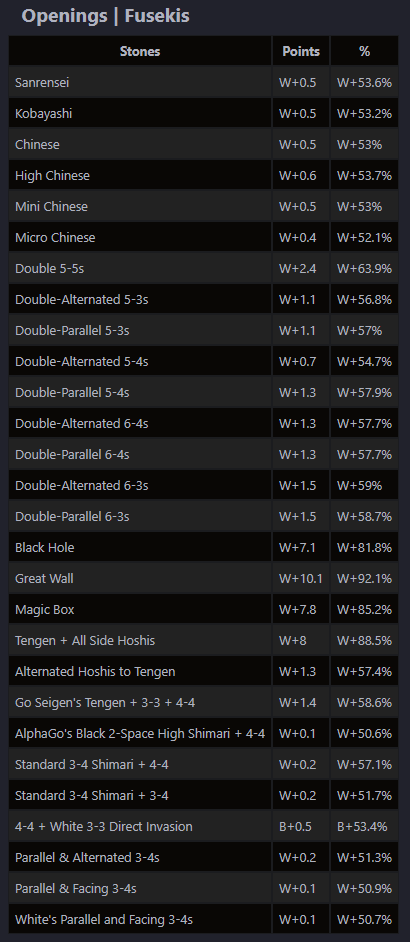 Openings | Fusekis
Stones Points %
Sanrensei W+0.5 W+53.6%
Kobayashi W+0.5 W+53.2%
Chinese W+0.5 W+53%
High Chinese W+0.6 W+53.7%
Mini Chinese W+0.5 W+53%
Micro Chinese W+0.4 W+52.1%
Double 5-5s W+2.4 W+63.9%
Double-Alternated 5-3s W+1.1 W+56.8%
Double-Parallel 5-3s W+1.1 W+57%
Double-Alternated 5-4s W+0.7 W+54.7%
Double-Parallel 5-4s W+1.3 W+57.9%
Double-Alternated 6-4s W+1.3 W+57.7%
Double-Parallel 6-4s W+1.3 W+57.7%
Double-Alternated 6-3s W+1.5 W+59%
Double-Parallel 6-3s W+1.5 W+58.7%
Black Hole W+7.1 W+81.8%
Great Wall W+10.1 W+92.1%
Magic Box W+7.8 W+85.2%
Tengen + All Side Hoshis W+8 W+88.5%
Alternated Hoshis to Tengen W+1.3 W+57.4%
Go Seigen's Tengen + 3-3 + 4-4 W+1.4 W+58.6%
AlphaGo's Black 2-Space High Shimari + 4-4 W+0.1 W+50.6%
Standard 3-4 Shimari + 4-4 W+0.2 W+57.1%
Standard 3-4 Shimari + 3-4 W+0.2 W+51.7%
4-4 + White 3-3 Direct Invasion B+0.5 B+53.4%
Parallel & Alternated 3-4s W+0.2 W+51.3%
Parallel & Facing 3-4s W+0.1 W+50.9%
White's Parallel and Facing 3-4s W+0.1 W+50.7%